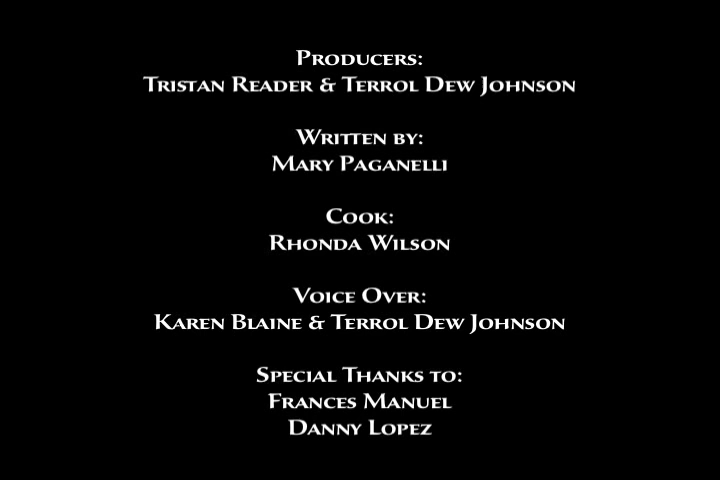 Producers:
Tristan Reader & Terrol Dew Johnson
Written by:
Mary Paganelli
Cook:
Rhonda Wilson
Voice Over:
Karen Blaine & Terrol Dew Johnson
Special Thanks to:
Frances Manuel
Danny Lopez